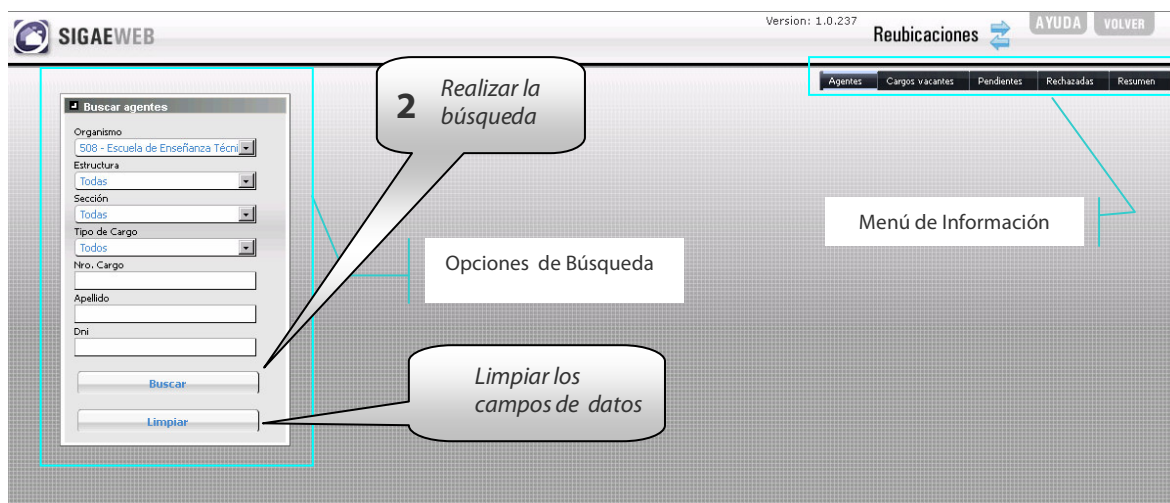 SIGAEWEB
Version: 1.0.237
Reubicaciones
AYUDA
VOLVER
Agentes Cargos vacantes Pendientes Rechazadas Resumen
Buscar agentes
Organismo
508 - Escuela de Enseñanza Técni
Estructura
Todas
Sección
Todas
Tipo de Cargo
Todos
Nro. Cargo
Apellido
Dni
Buscar
Limpiar
2 Realizar la
búsqueda
Opciones de Búsqueda
Menú de Información
Limpiar los
campos de datos